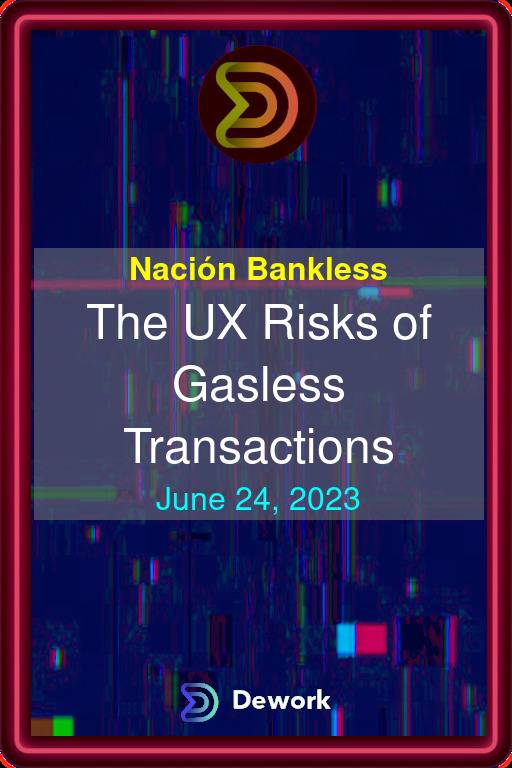 Nación Bankless
The UX Risks of
Gasless
Transactions
June 24, 2023
Dework